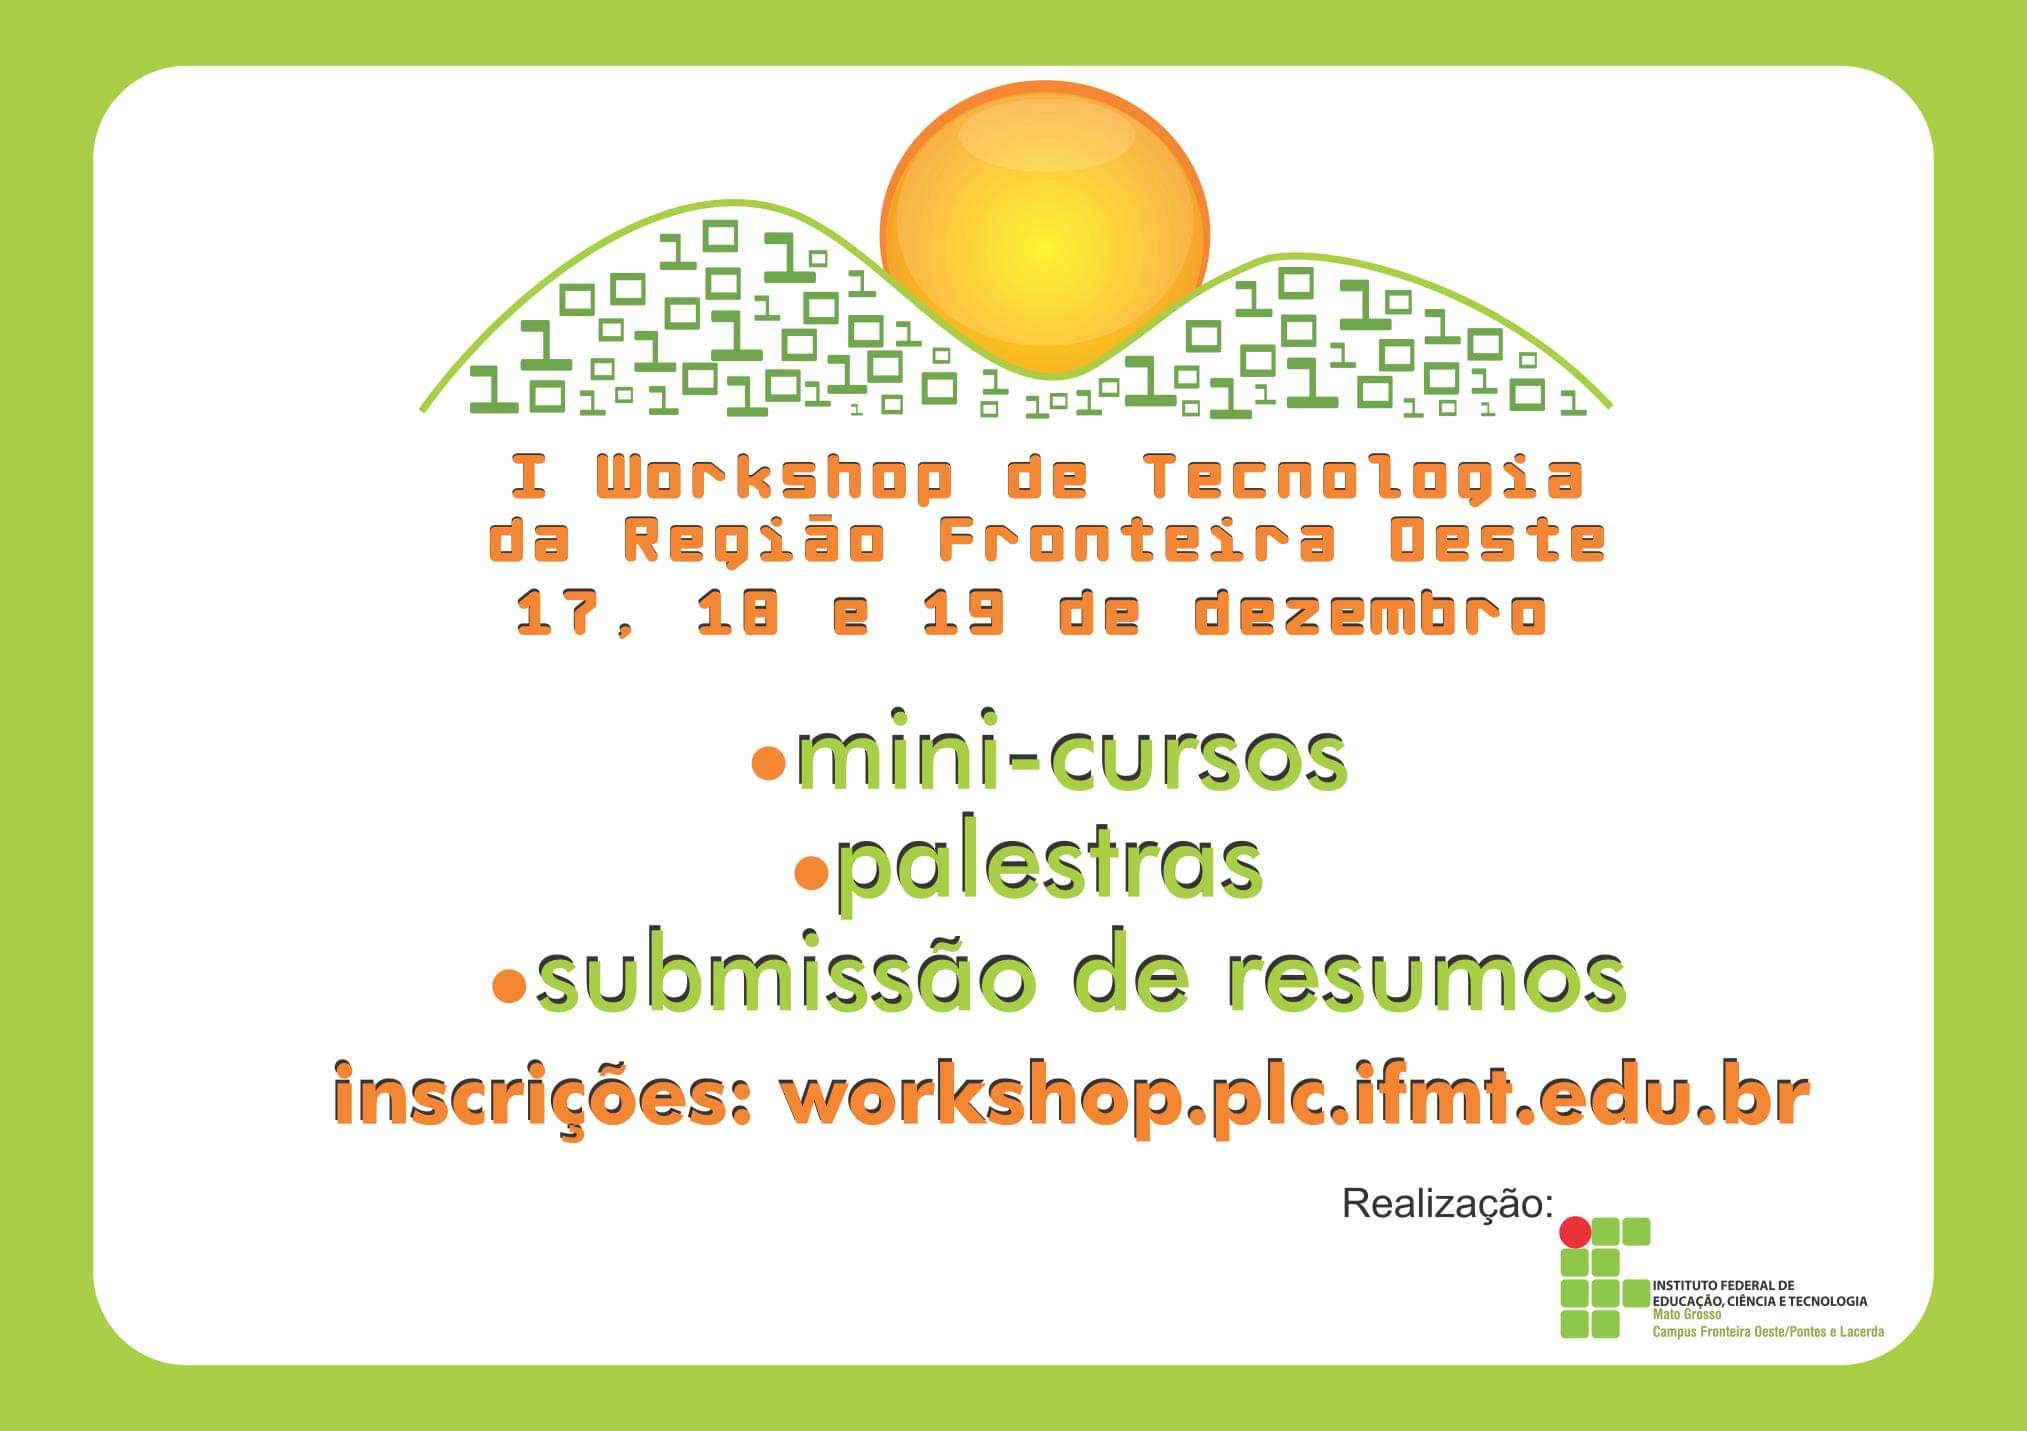 I Workshop de Tecnologia
da Região Fronteira Oeste
17, 18 e 19 de dezembro
•mini-cursos
•palestras
•submissão de resumos
inscrições: workshop.plc.ifmt.edu.br
Realização:
INSTITUTO FEDERAL DE
EDUCAÇÃO, CIÊNCIA E TECNOLOGIA
Mato Grosso
Campus Fronteira Oeste/Pontes e Lacerda